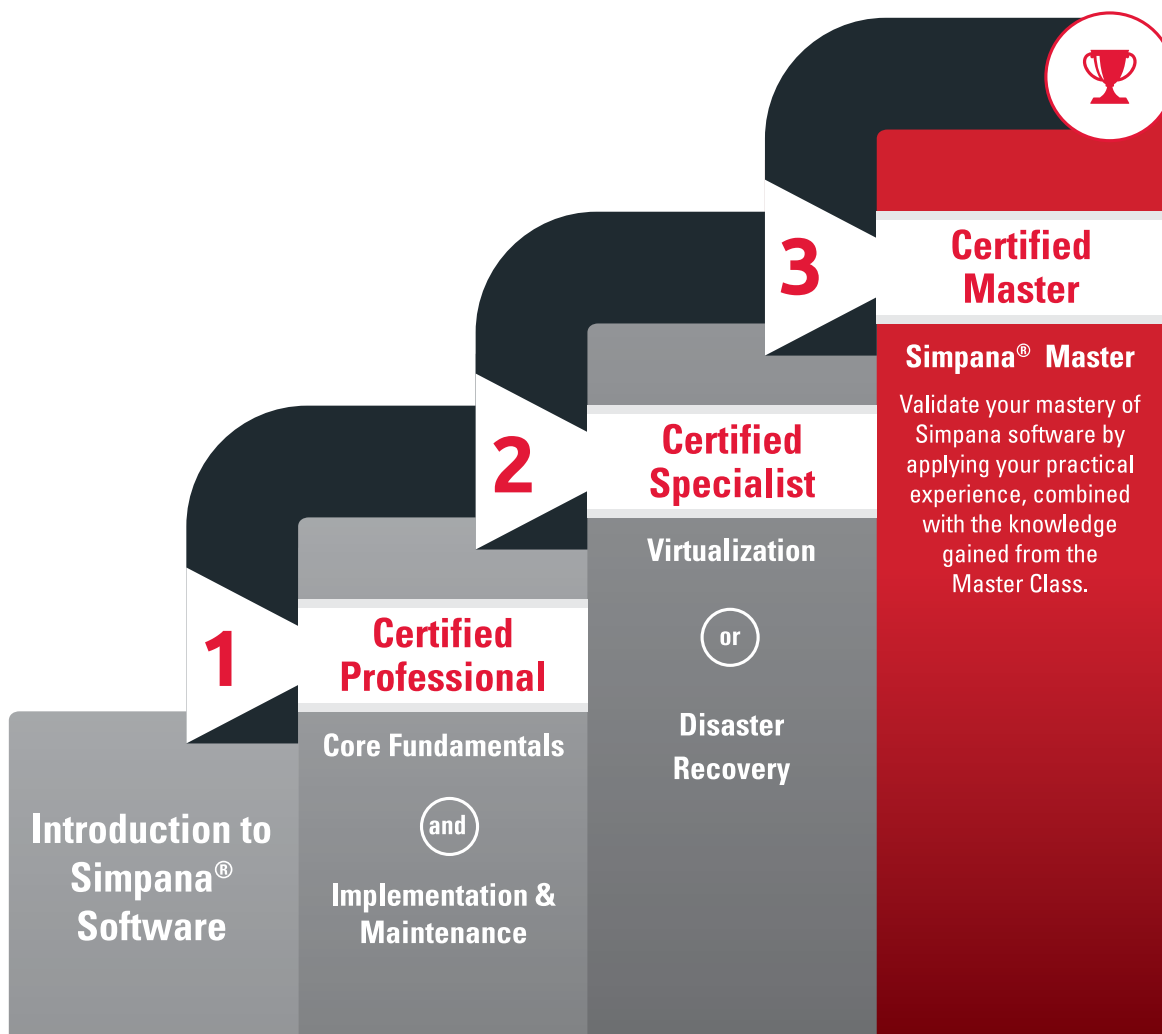 Introduction to
Simpana®
Software
1
Certified
Professional
Core Fundamentals
and
Implementation &
Maintenance
2
Certified
Specialist
Virtualization
or
Disaster
Recovery
3
Certified
Master
Simpana® Master
Validate your mastery of
Simpana software by
applying your practical
experience, combined
with the knowledge
gained from the
Master Class.